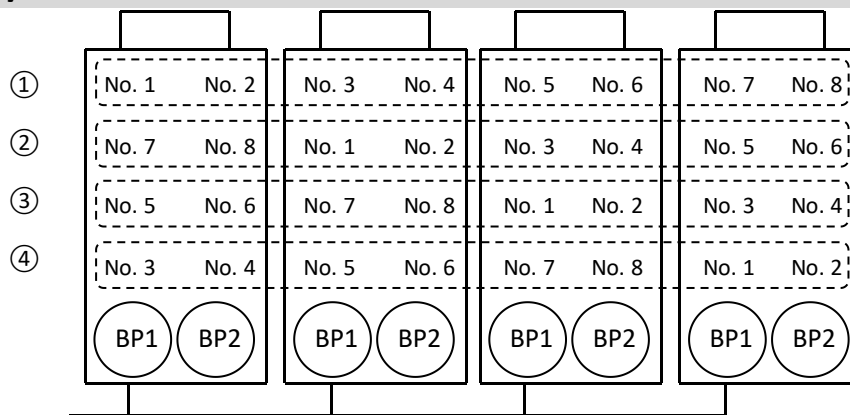 ① No. 1 No. 2 No. 3 No. 4 No. 5 No. 6 No. 7 No. 8
② No. 7 No. 8 No. 1 No. 2 No. 3 No. 4 No. 5 No. 6
③ No. 5 No. 6 No. 7 No. 8 No. 1 No. 2 No. 3 No. 4
④ No. 3 No. 4 No. 5 No. 6 No. 7 No. 8 No. 1 No. 2
BP1 BP2 BP1 BP2 BP1 BP2 BP1 BP2